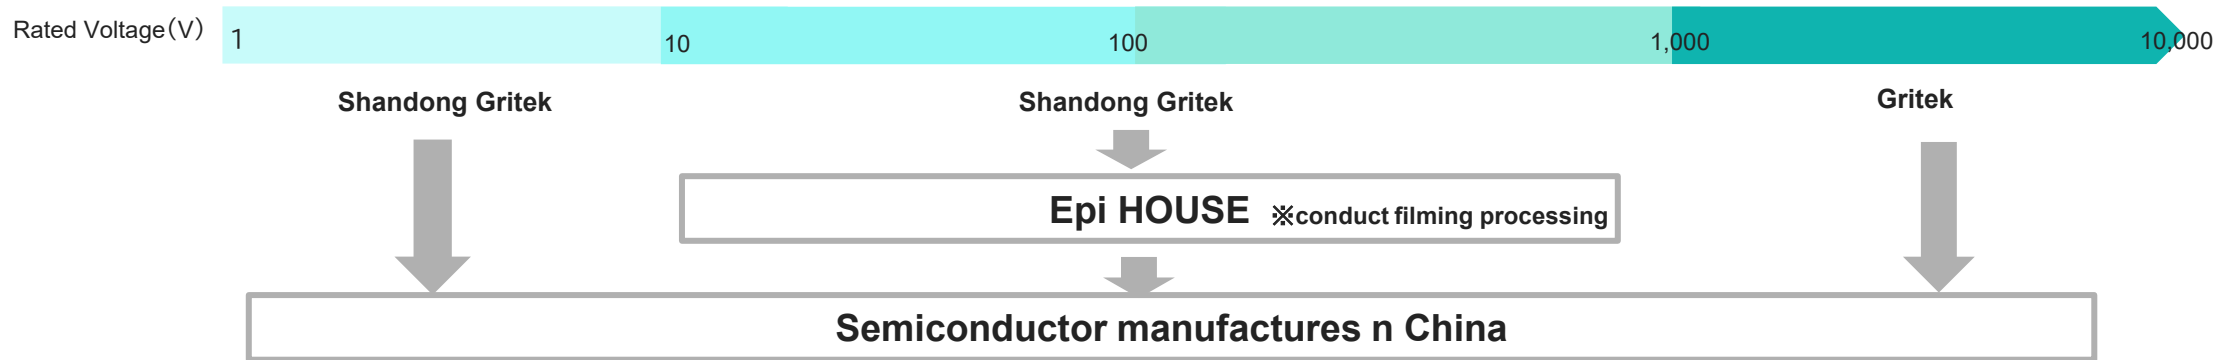 Rated Voltage（V） 1 10 100 1,000 10,000
Shandong Gritek Shandong Gritek Gritek
Epi HOUSE ※conduct filming processing
Semiconductor manufactures n China